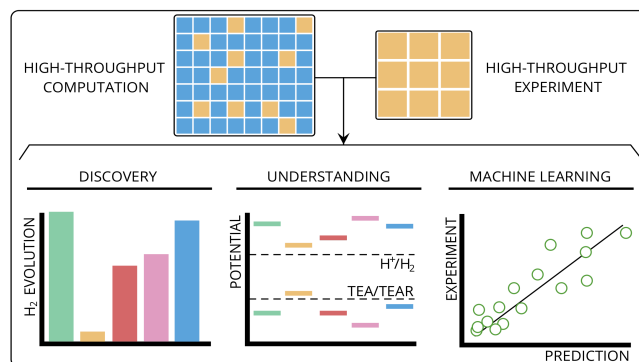 HIGH-THROUGHPUT
COMPUTATION
HIGH-THROUGHPUT
EXPERIMENT
DISCOVERY
UNDERSTANDING
MACHINE LEARNING
H₂ EVOLUTION
POTENTIAL
H⁺/H₂
TEA/TEAR
EXPERIMENT
PREDICTION